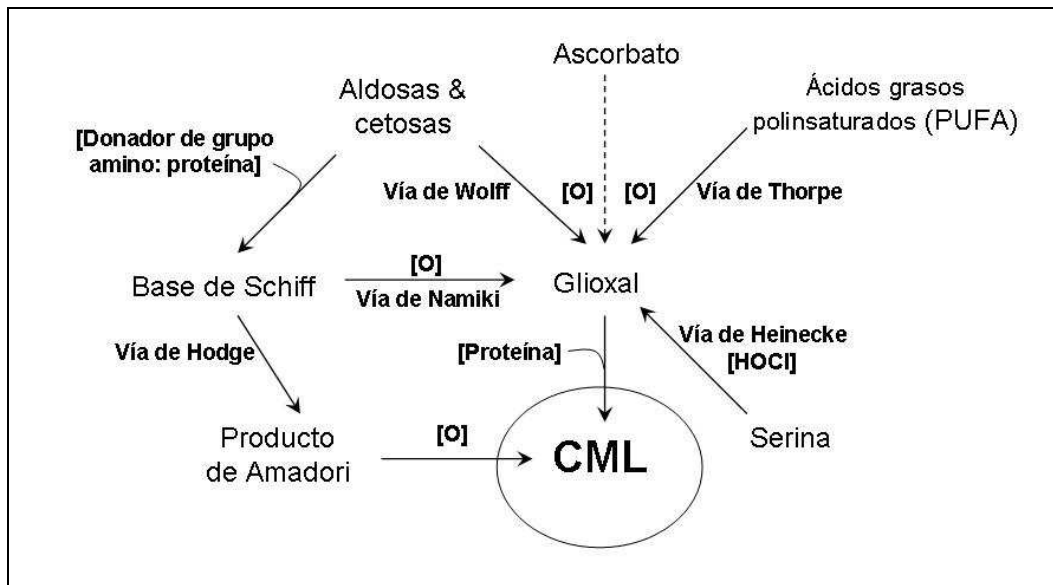 Ascorbato
Aldosas &
cetosas
Ácidos grasos
polinsaturados (PUFA)
[Donador de grupo
amino: proteína]
Vía de Wolff
[O]
[O]
Vía de Thorpe
Base de Schiff
[O]
Vía de Namiki
Glioxal
Vía de Hodge
[Proteína]
Vía de Heinecke
[HOCl]
Producto
de Amadori
[O]
CML
Serina